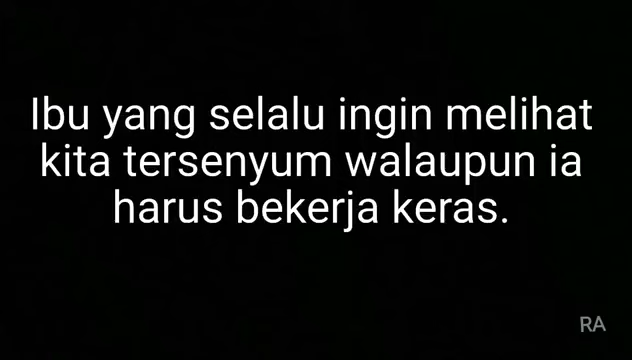 Ibu yang selalu ingin melihat
kita tersenyum walaupun ia
harus bekerja keras.
RA